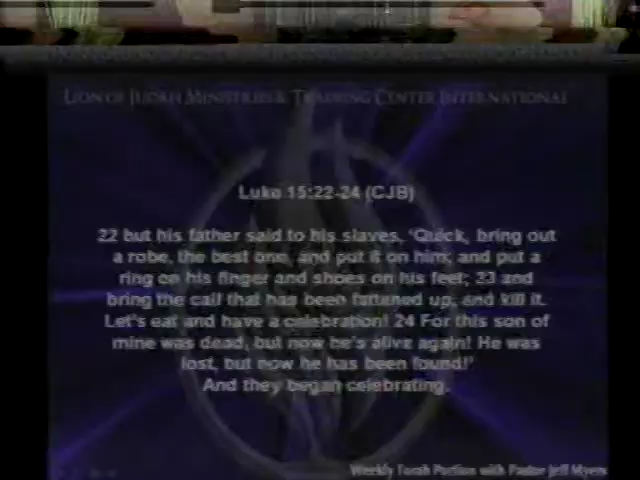 LION OF JUDAH MINISTRIES & TRAINING CENTER INTERNATIONAL
Luke 15:22-24 (CJB)
22 but his father said to his slaves, 'Quick, bring out
a robe, the best one, and put it on him; and put a
ring on his finger and shoes on his feet; 23 and
bring the calf that has been fattened up, and kill it.
Let's eat and have a celebration! 24 For this son of
mine was dead, but now he's alive again! He was
lost, but now he has been found!'
And they began celebrating.
Weekly Torah Portion with Pastor Jeff Myers